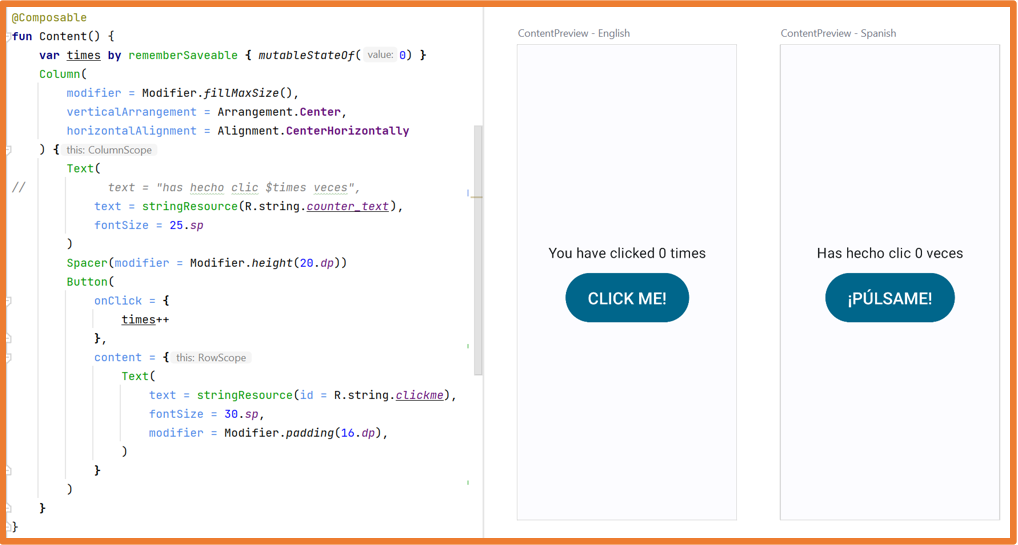 @Composable
fun Content() {
    var times by rememberSaveable { mutableStateOf( value: 0) }
    Column(
        modifier = Modifier.fillMaxSize(),
        verticalArrangement = Arrangement.Center,
        horizontalAlignment = Alignment.CenterHorizontally
    ) { this: ColumnScope
        Text(
//            text = "has hecho clic $times veces",
            text = stringResource(R.string.counter_text),
            fontSize = 25.sp
        )
        Spacer(modifier = Modifier.height(20.dp))
        Button(
            onClick = {
                times++
            },
            content = { this: RowScope
                Text(
                    text = stringResource(id = R.string.clickme),
                    fontSize = 30.sp,
                    modifier = Modifier.padding(16.dp),
                )
            }
        )
    }
}
ContentPreview - English
You have clicked 0 times
CLICK ME!
ContentPreview - Spanish
Has hecho clic 0 veces
¡PÚLSAME!